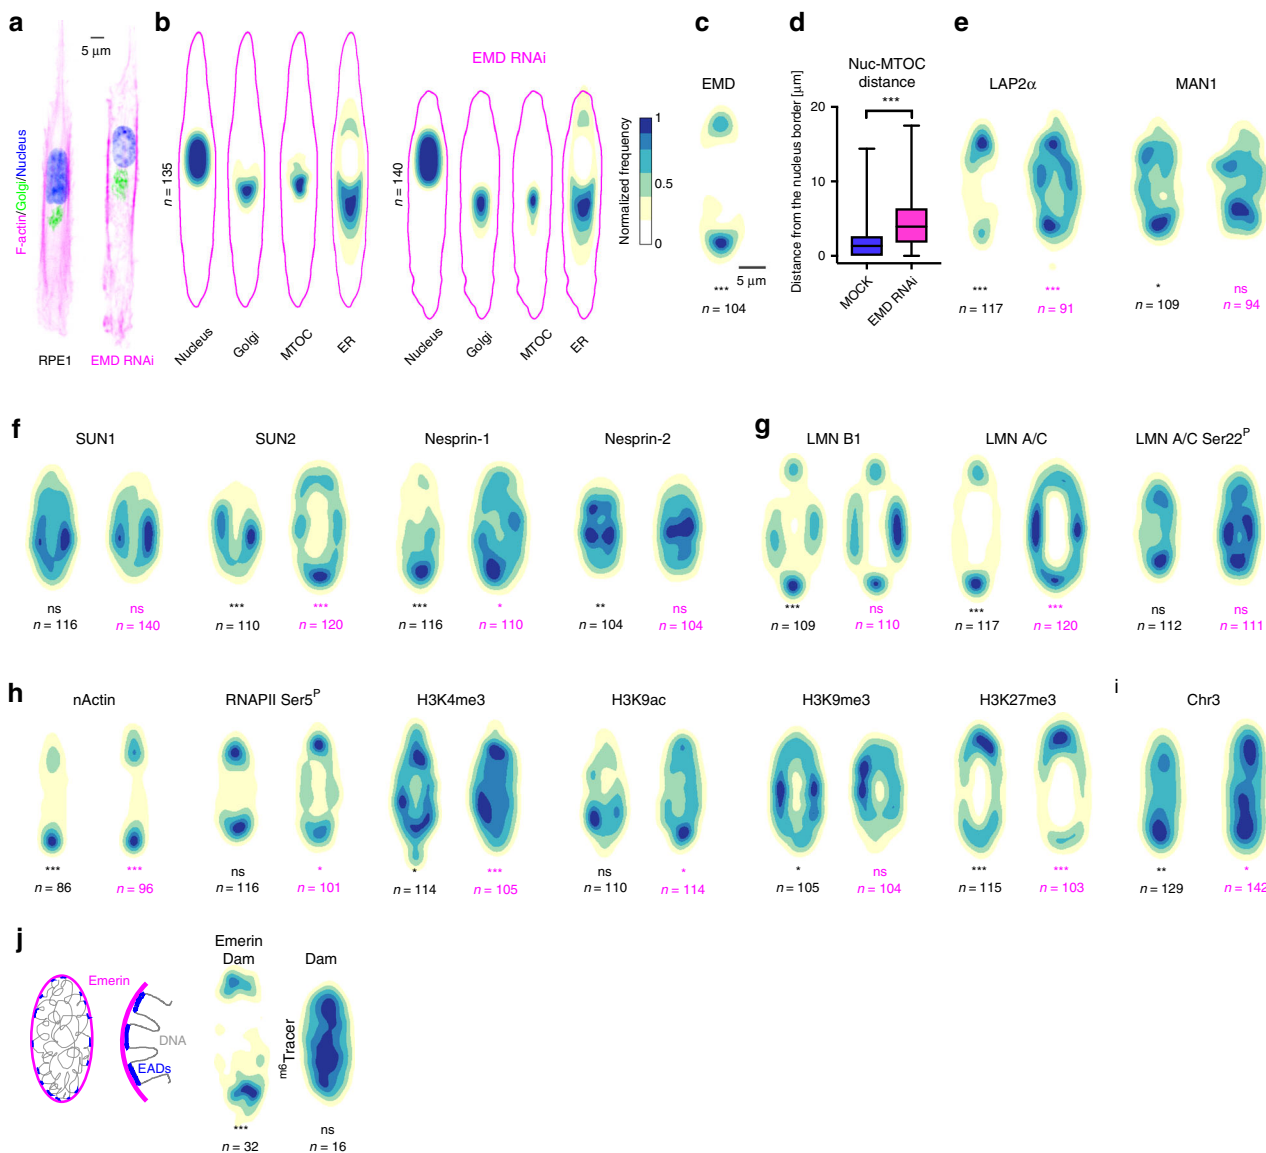 a
5 µm
F-actin/Golgi/Nucleus
RPE1
EMD RNAi
b
n = 135
Nucleus
Golgi
MTOC
ER
EMD RNAi
n = 140
Nucleus
Golgi
MTOC
ER
Normalized frequency
1
0.5
0
c
EMD
5 µm
***
n = 104
d
Nuc-MTOC
distance
***
Distance from the nucleus border [µm]
20
10
0
MOCK
EMD RNAi
e
LAP2α
MAN1
*** *** * ns
n = 117 n = 91 n = 109 n = 94
f
SUN1 SUN2 Nesprin-1 Nesprin-2
ns ns *** *** *** * ** ns
n = 116 n = 140 n = 110 n = 120 n = 116 n = 110 n = 104 n = 104
g
LMN B1 LMN A/C LMN A/C Ser22P
*** ns *** *** ns ns
n = 109 n = 110 n = 117 n = 120 n = 112 n = 111
h
nActin RNAPII Ser5P H3K4me3 H3K9ac H3K9me3 H3K27me3
*** *** ns * * *** ns * * ns *** ***
n = 86 n = 96 n = 116 n = 101 n = 114 n = 105 n = 110 n = 114 n = 105 n = 104 n = 115 n = 103
i
Chr3
** *
n = 129 n = 142
j
Emerin
DNA
EADs
Emerin
Dam
Dam
m6Tracer
*** ns
n = 32 n = 16